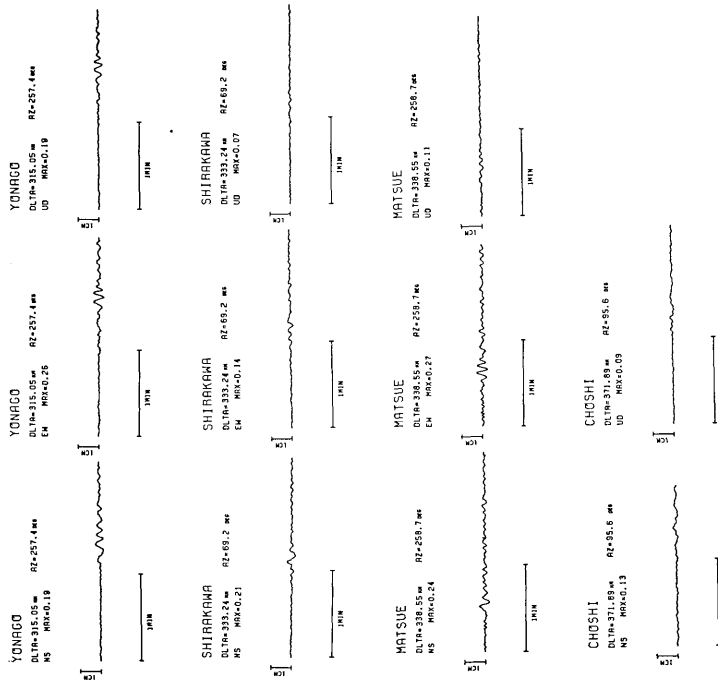 YONAGO
DLTA=315.05 KM AZ=257.4 DEG
NS MAX=0.19
1CM
1MIN
YONAGO
DLTA=315.05 KM AZ=257.4 DEG
EW MAX=0.26
1CM
1MIN
YONAGO
DLTA=315.05 KM AZ=257.4 DEG
UD MAX=0.19
1CM
1MIN
SHIRAKAWA
DLTA=333.24 KM AZ=69.2 DEG
NS MAX=0.21
1CM
1MIN
SHIRAKAWA
DLTA=333.24 KM AZ=69.2 DEG
EW MAX=0.14
1CM
1MIN
SHIRAKAWA
DLTA=333.24 KM AZ=69.2 DEG
UD MAX=0.07
1CM
1MIN
MATSUE
DLTA=338.55 KM AZ=258.7 DEG
NS MAX=0.24
1CM
1MIN
MATSUE
DLTA=338.55 KM AZ=258.7 DEG
EW MAX=0.27
1CM
1MIN
MATSUE
DLTA=338.55 KM AZ=258.7 DEG
UD MAX=0.11
1CM
1MIN
CHOSHI
DLTA=371.89 KM AZ=95.6 DEG
NS MAX=0.13
1CM
CHOSHI
DLTA=371.89 KM AZ=95.6 DEG
UD MAX=0.09
1CM